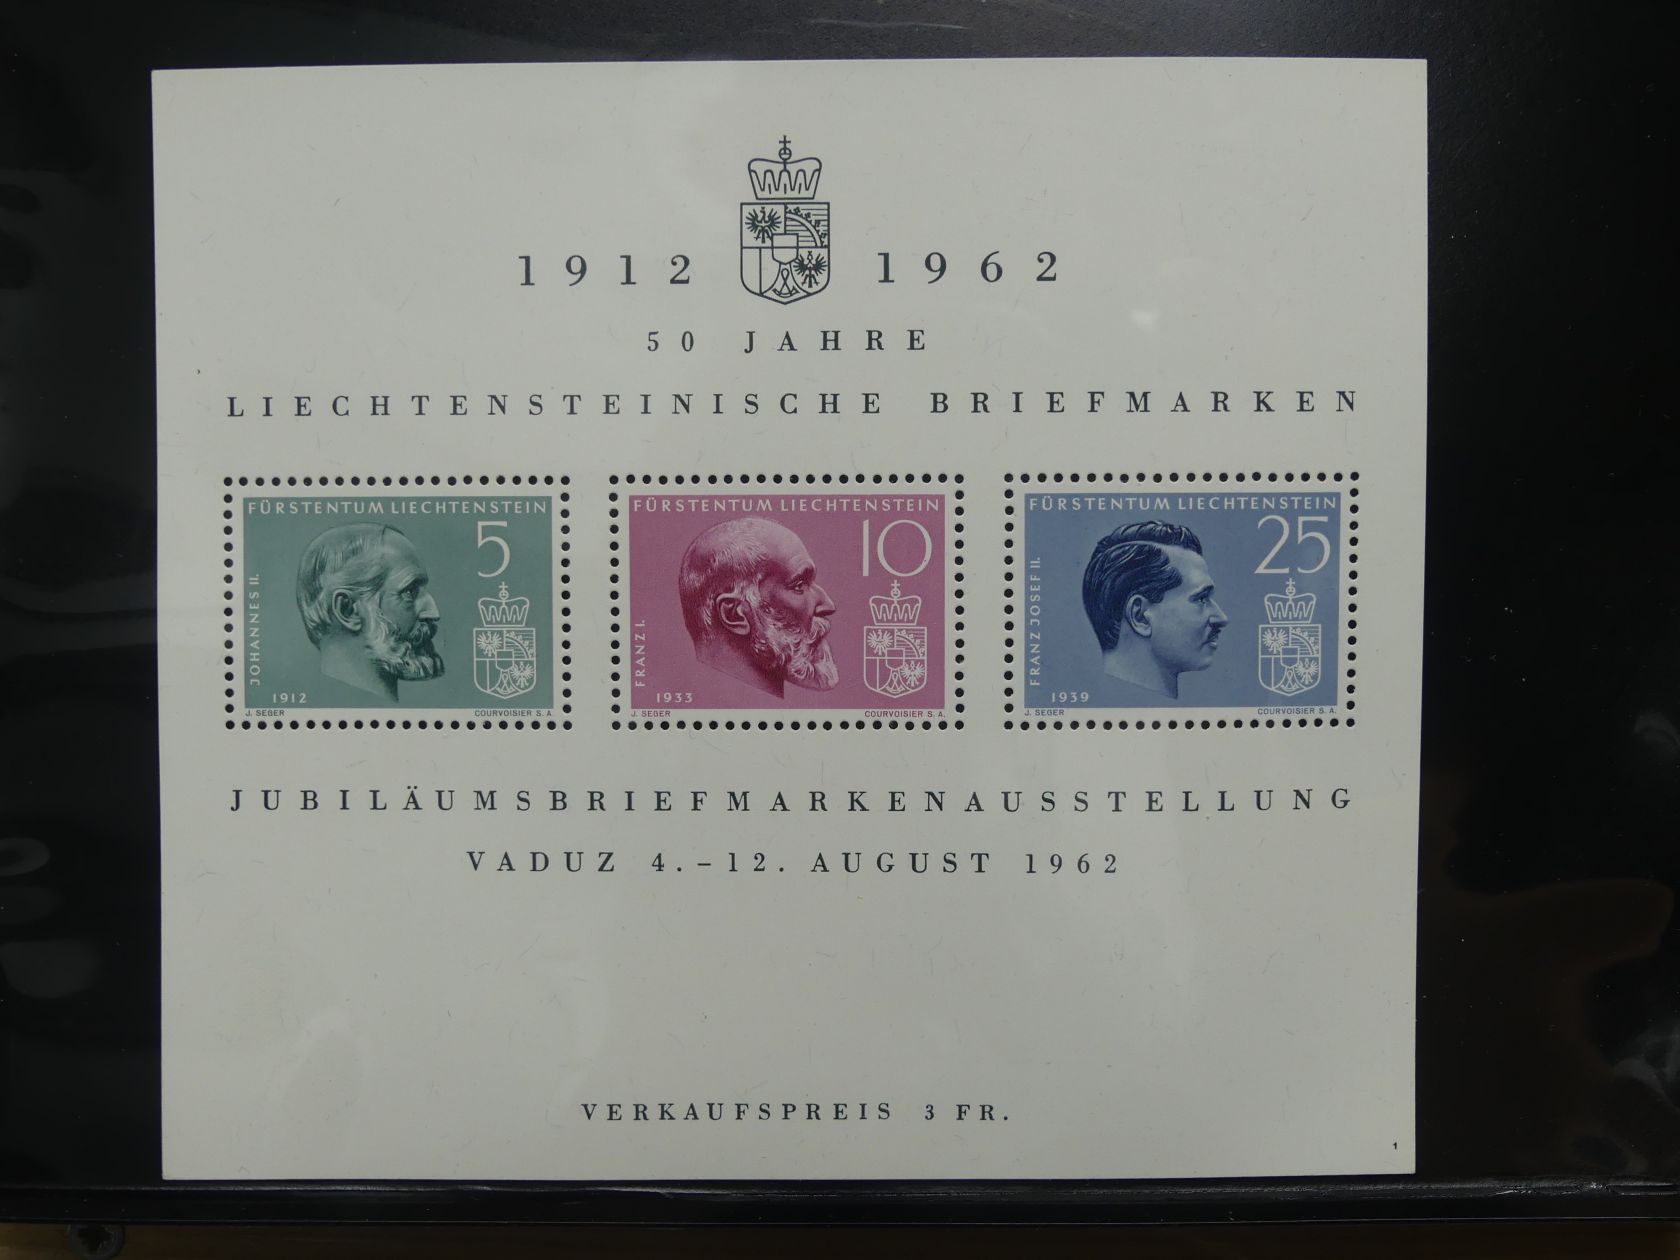 1912 1962
50 JAHRE
LIECHTENSTEINISCHE BRIEFMARKEN
FÜRSTENTUM LIECHTENSTEIN
5
JOHANNES II.
1912
J. SEGER COURVOISIER S. A.
FÜRSTENTUM LIECHTENSTEIN
10
FRANZ I.
1933
J. SEGER COURVOISIER S. A.
FÜRSTENTUM LIECHTENSTEIN
25
FRANZ JOSEF II.
1939
J. SEGER COURVOISIER S. A.
JUBILÄUMSBRIEFMARKENAUSSTELLUNG
VADUZ 4.–12. AUGUST 1962
VERKAUFSPREIS 3 FR.
1